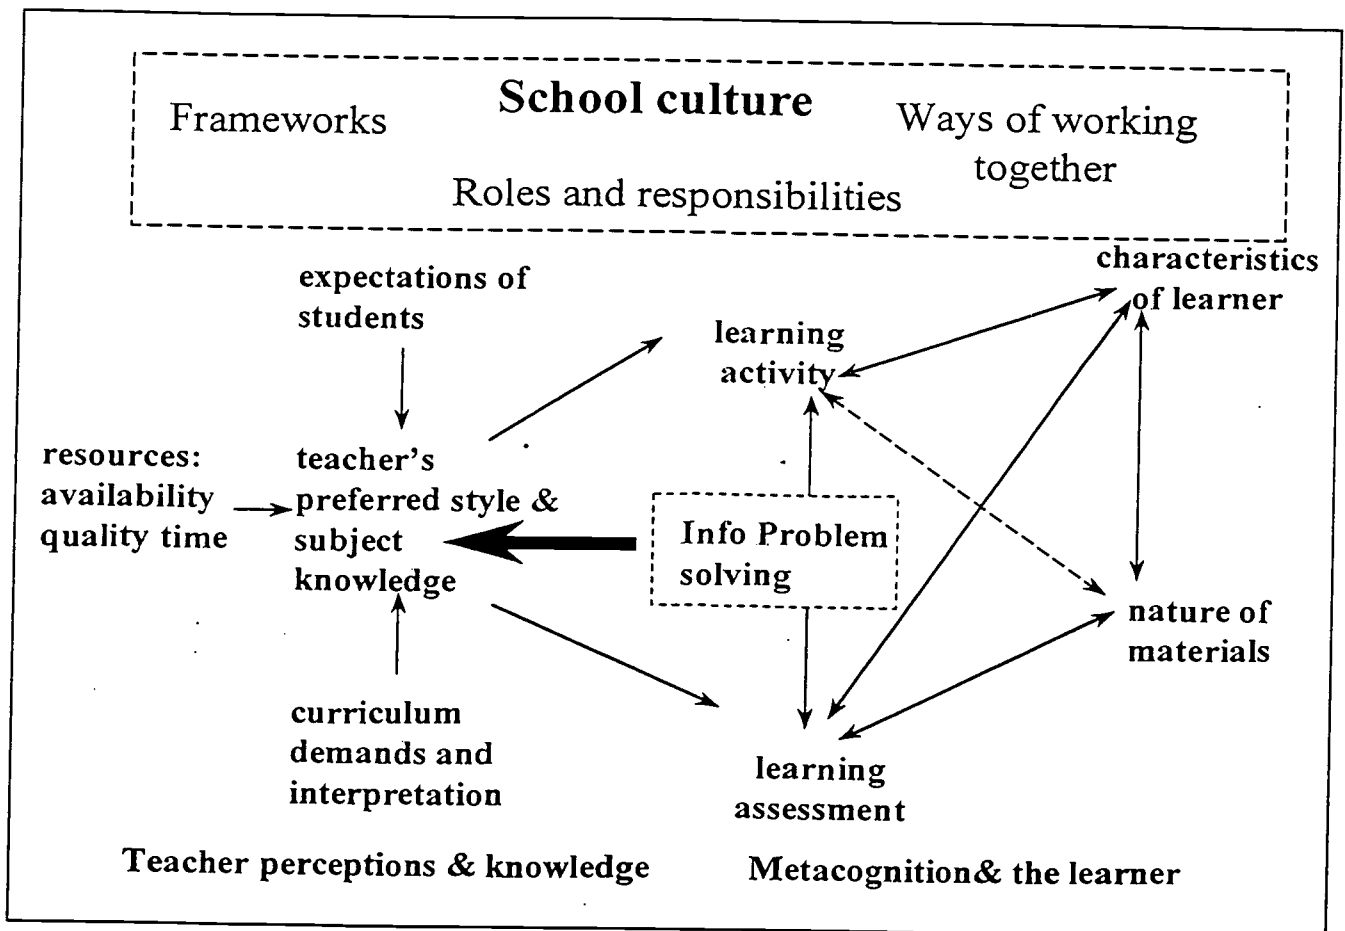 School culture
Frameworks
Ways of working
together
Roles and responsibilities
expectations of
students
characteristics
of learner
learning
activity
resources:
availability
quality time
teacher's
preferred style &
subject
knowledge
Info Problem
solving
nature of
materials
curriculum
demands and
interpretation
learning
assessment
Teacher perceptions & knowledge
Metacognition& the learner